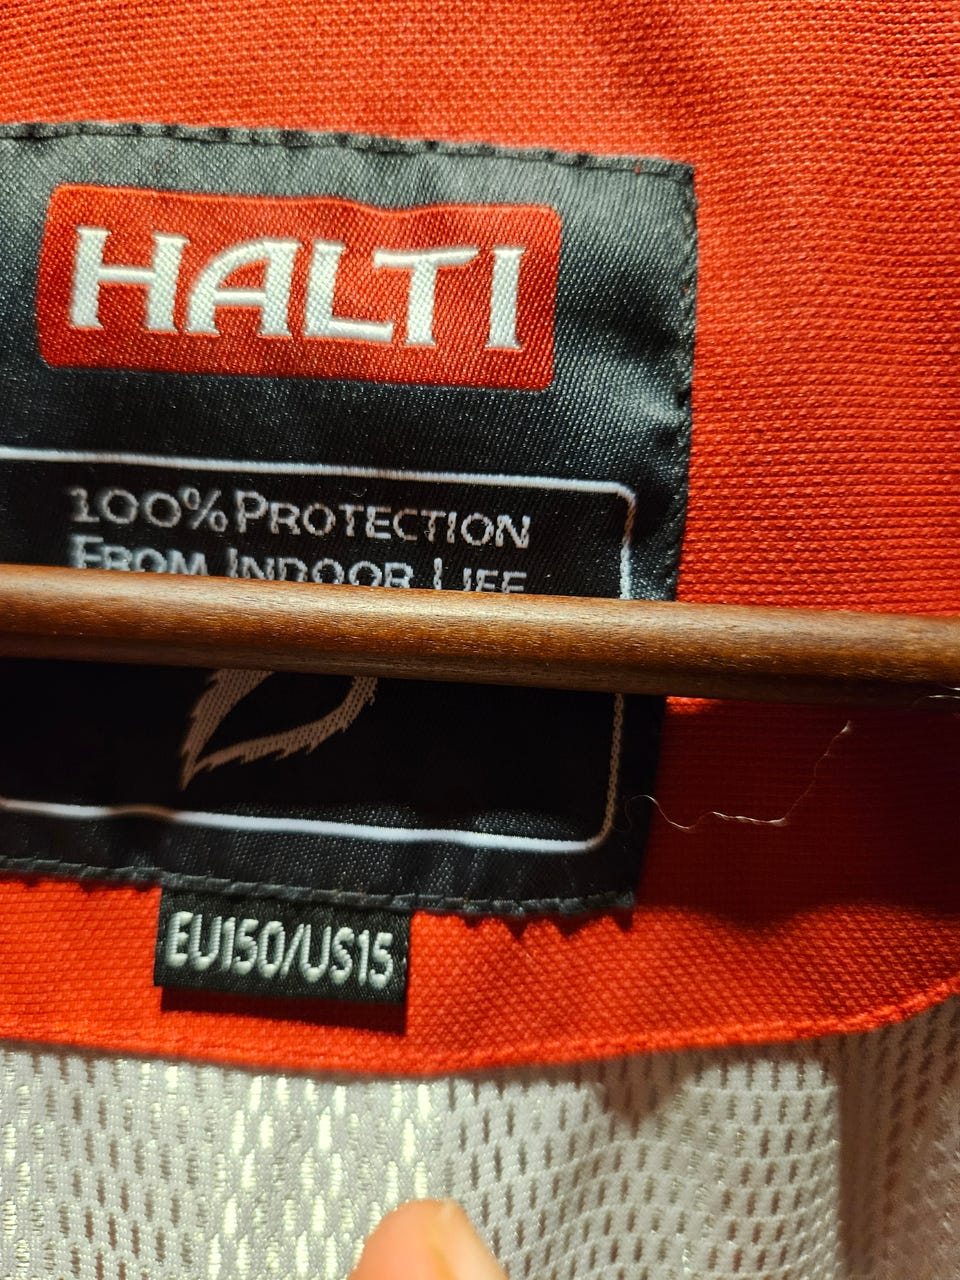 HALTI
100% PROTECTION
FROM INDOOR LIFE
EU150/US15